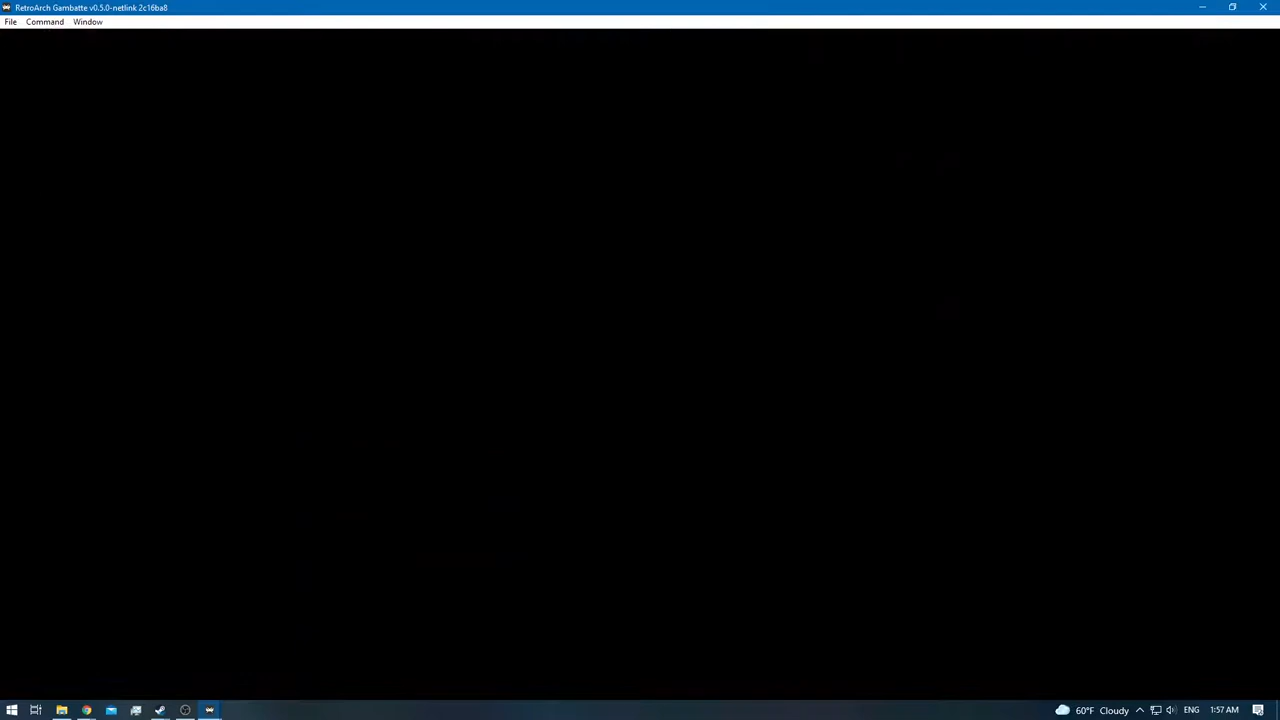 RetroArch Gambatte v0.5.0-netlink 2c16ba8
File Command Window
60°F Cloudy ENG 1:57 AM